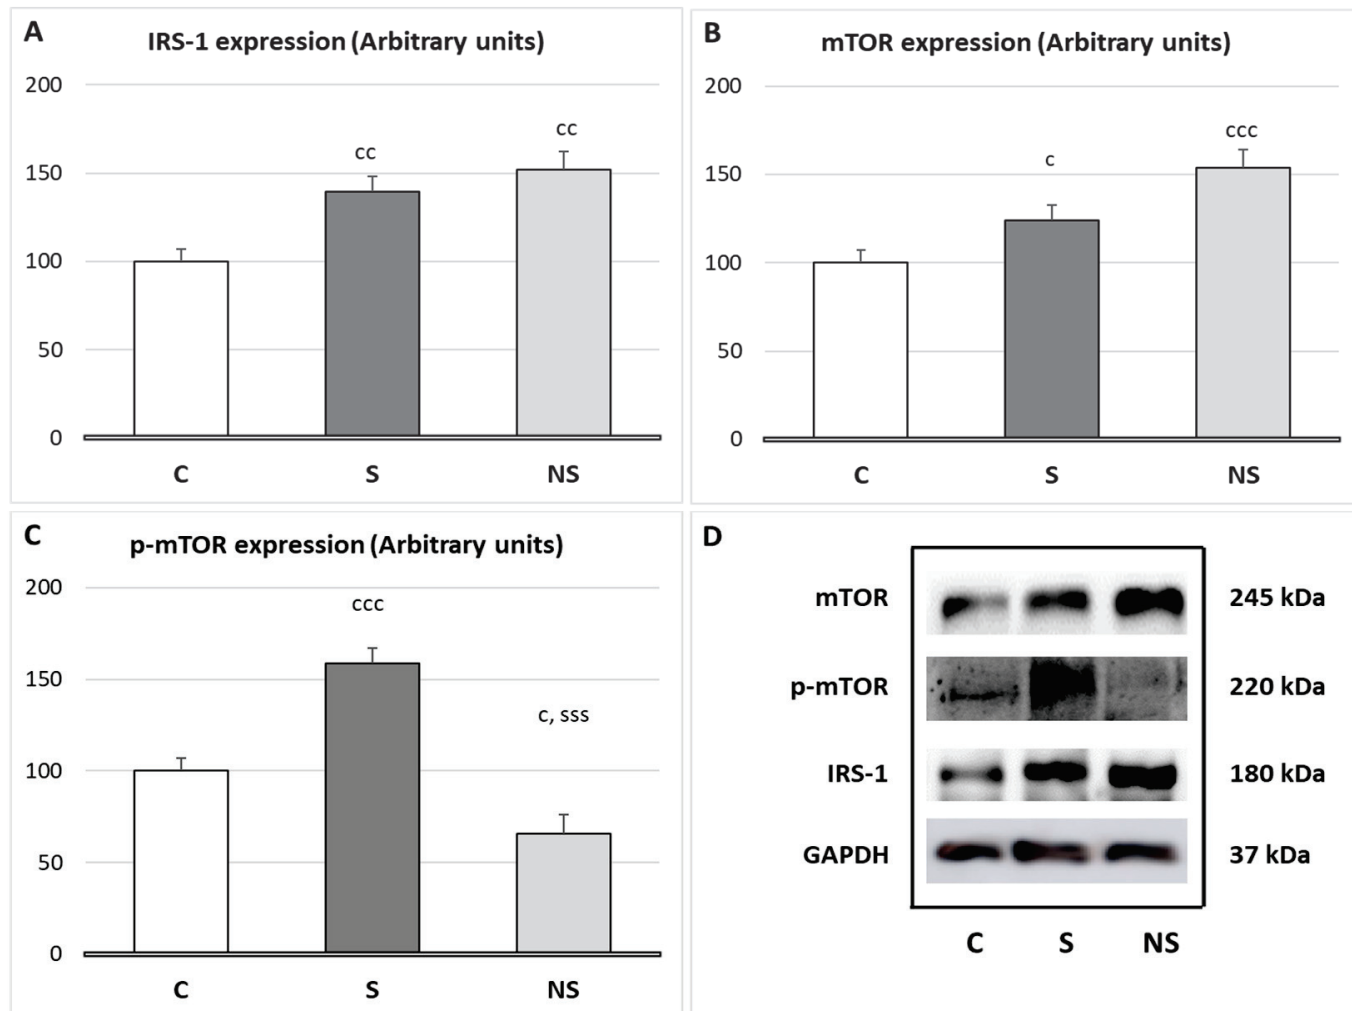 A
IRS-1 expression (Arbitrary units)
200
150
100
50
0
cc
cc
C S NS
B
mTOR expression (Arbitrary units)
200
150
100
50
0
c
ccc
C S NS
C
p-mTOR expression (Arbitrary units)
200
150
100
50
0
ccc
c, sss
C S NS
D
mTOR 245 kDa
p-mTOR 220 kDa
IRS-1 180 kDa
GAPDH 37 kDa
C S NS